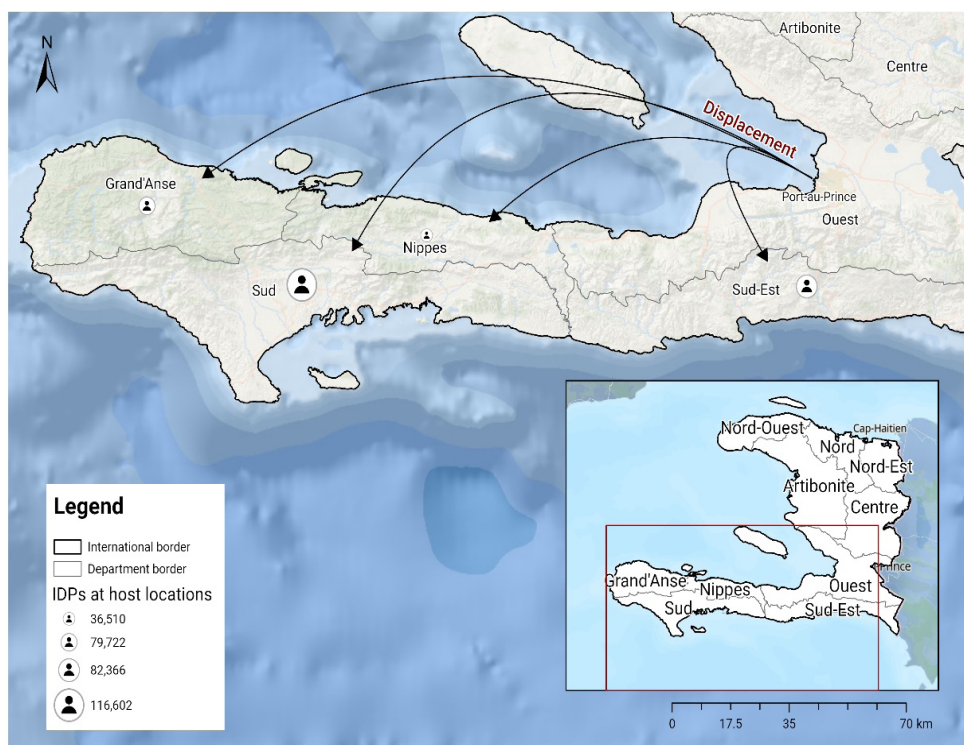 N
Artibonite
Centre
Displacement
Grand'Anse
Port-au-Prince
Ouest
Nippes
Sud
Sud-Est
Legend
International border
Department border
IDPs at host locations
36,510
79,722
82,366
116,602
Nord-Ouest
Cap-Haitien
Nord
Nord-Est
Artibonite
Centre
Prince
Grand'Anse
Nippes
Ouest
Sud
Sud-Est
0 17.5 35 70 km